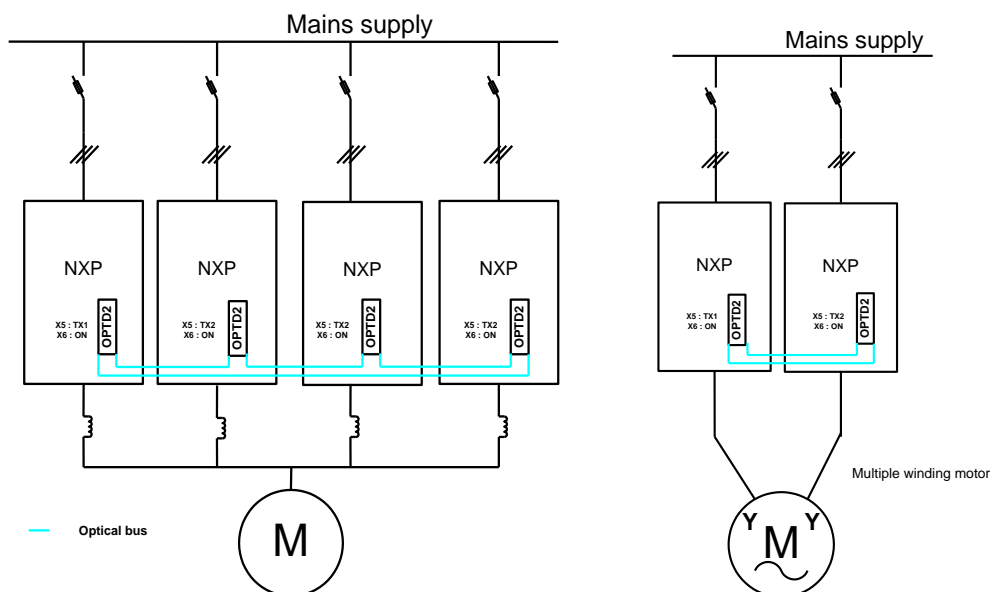 Mains supply
NXP
X5 : TX1
X6 : ON
OPTD2
NXP
X5 : TX2
X6 : ON
OPTD2
NXP
X5 : TX2
X6 : ON
OPTD2
NXP
X5 : TX2
X6 : ON
OPTD2
Optical bus
M
Mains supply
NXP
X5 : TX1
X6 : ON
OPTD2
NXP
X5 : TX2
X6 : ON
OPTD2
Multiple winding motor
Y M Y